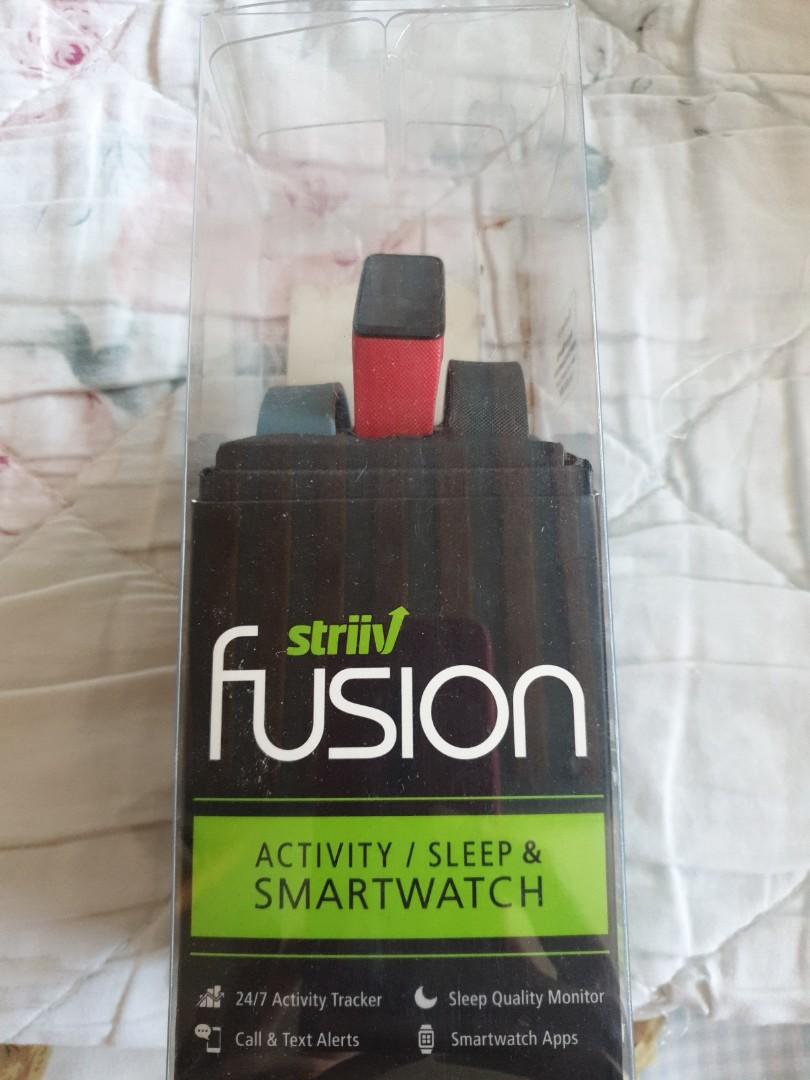 striiv
fusion
ACTIVITY / SLEEP &
SMARTWATCH
24/7 Activity Tracker
Sleep Quality Monitor
Call & Text Alerts
Smartwatch Apps